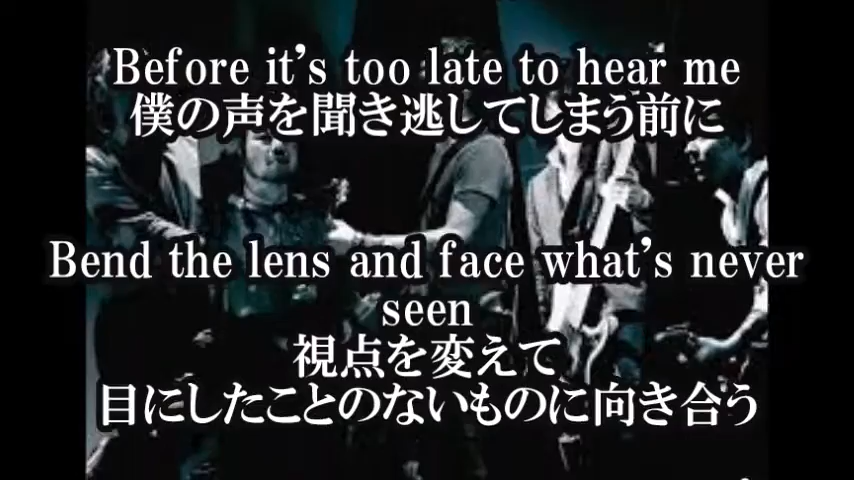 Before it's too late to hear me
僕の声を聞き逃してしまう前に
Bend the lens and face what's never
seen
視点を変えて
目にしたことのないものに向き合う